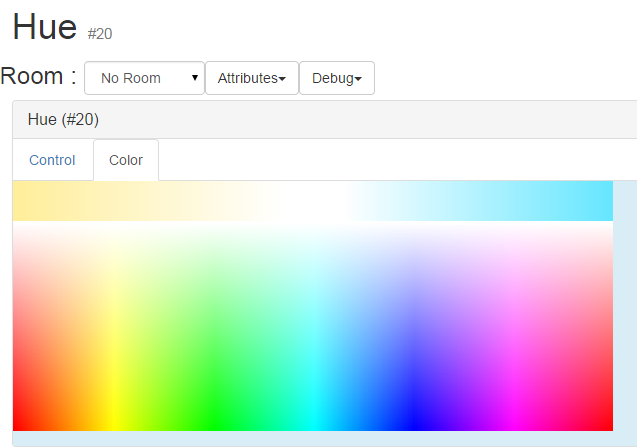 Hue #20
Room : No Room Attributes Debug
Hue (#20)
Control Color